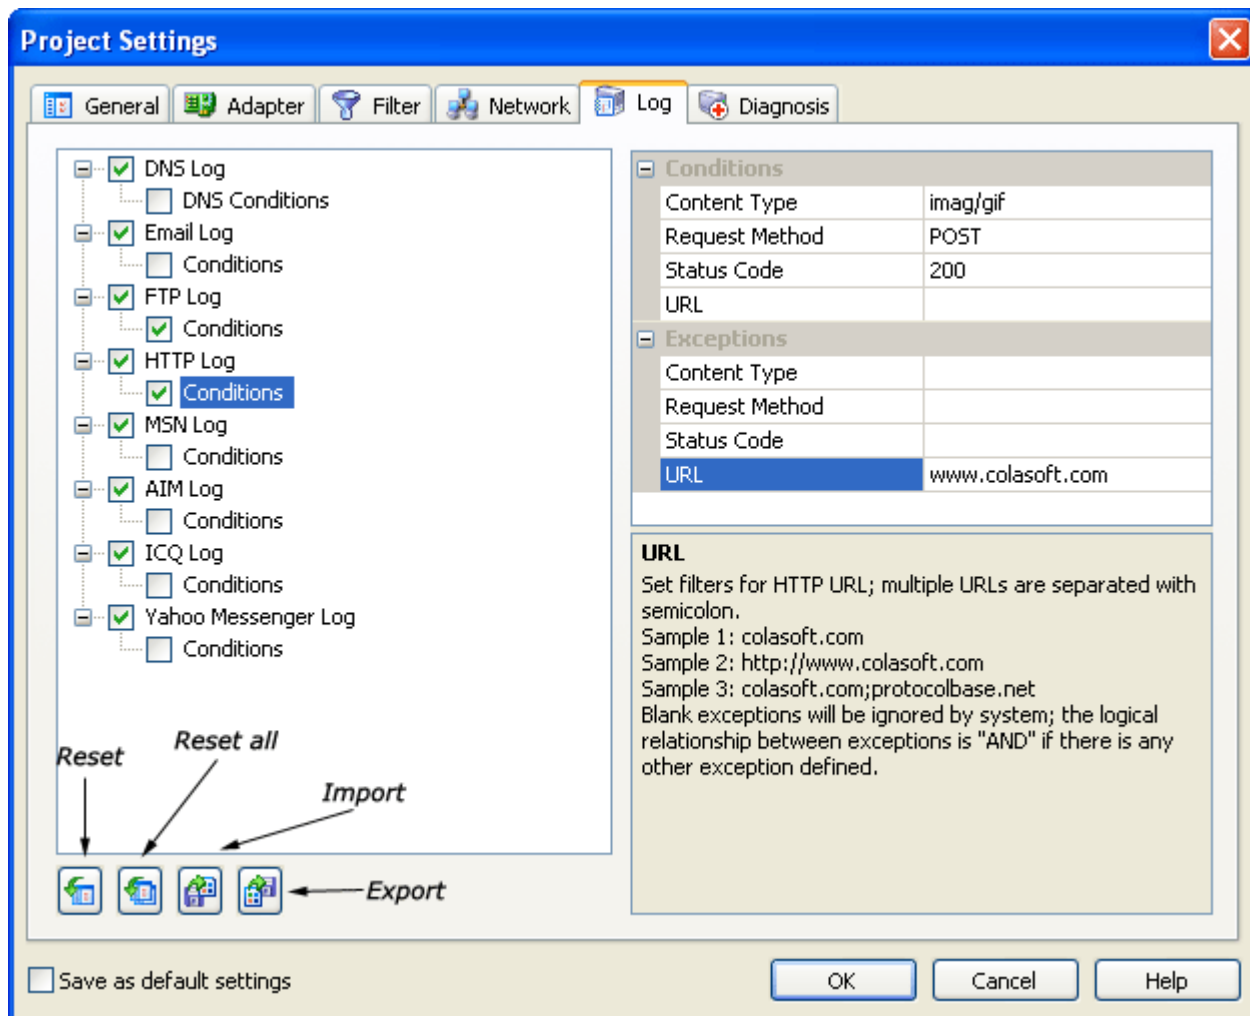 Project Settings
General Adapter Filter Network Log Diagnosis
DNS Log
DNS Conditions
Email Log
Conditions
FTP Log
Conditions
HTTP Log
Conditions
MSN Log
Conditions
AIM Log
Conditions
ICQ Log
Conditions
Yahoo Messenger Log
Conditions
Reset
Reset all
Import
Export
Conditions
Content Type imag/gif
Request Method POST
Status Code 200
URL
Exceptions
Content Type
Request Method
Status Code
URL www.colasoft.com
URL
Set filters for HTTP URL; multiple URLs are separated with
semicolon.
Sample 1: colasoft.com
Sample 2: http://www.colasoft.com
Sample 3: colasoft.com;protocolbase.net
Blank exceptions will be ignored by system; the logical
relationship between exceptions is "AND" if there is any
other exception defined.
Save as default settings
OK Cancel Help